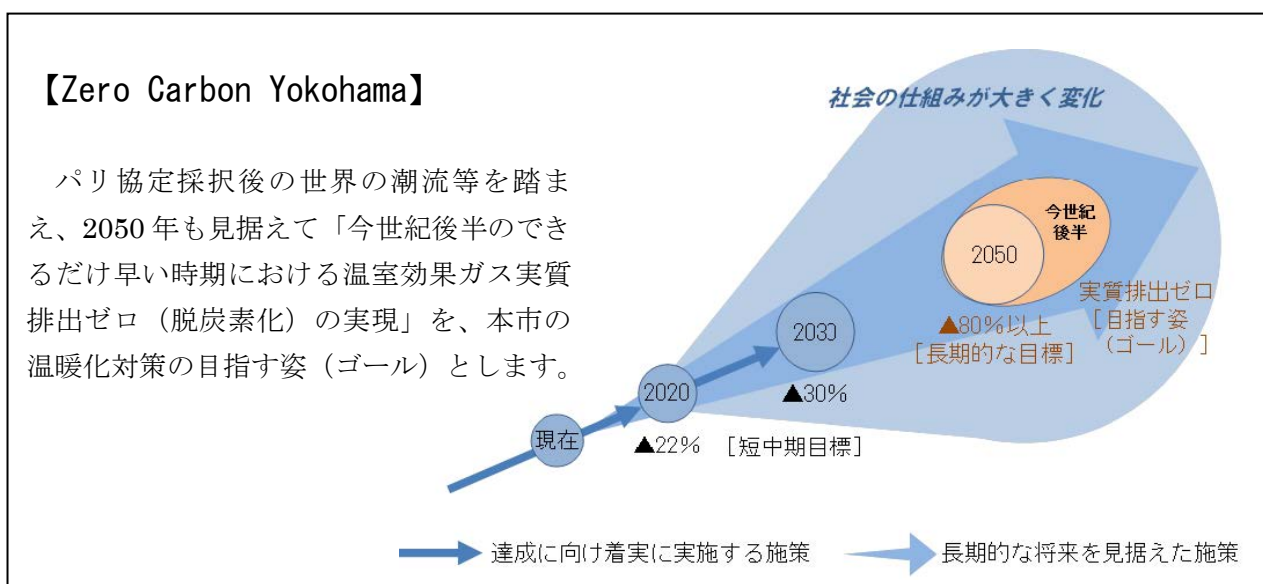 【Zero Carbon Yokohama】
パリ協定採択後の世界の潮流等を踏ま
え、2050年も見据えて「今世紀後半のでき
るだけ早い時期における温室効果ガス実質
排出ゼロ（脱炭素化）の実現」を、本市の
温暖化対策の目指す姿（ゴール）とします。
社会の仕組みが大きく変化
今世紀
後半
2050
実質排出ゼロ
［目指す姿
（ゴール）］
▲80%以上
［長期的な目標］
2030
▲30%
2020
▲22% ［短中期目標］
現在
達成に向け着実に実施する施策
長期的な将来を見据えた施策